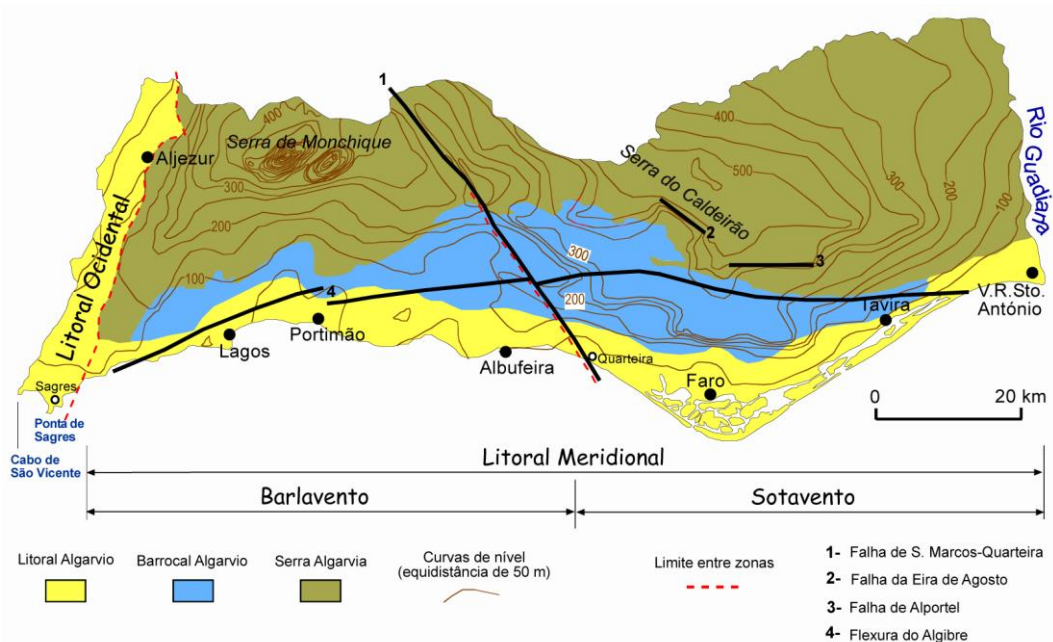 1
400
Serra de Monchique
Aljezur
300
200
100
Litoral Ocidental
Serra do Caldeirão
2
3
400
500
300
200
100
Rio Guadiana
300
200
4
Lagos
Portimão
Albufeira
Quarteira
Faro
Tavira
V.R.Sto.
António
Sagres
Ponta de
Sagres
Cabo de
São Vicente
0 20 km
Litoral Meridional
Barlavento Sotavento
Litoral Algarvio
Barrocal Algarvio
Serra Algarvia
Curvas de nível
(equidistância de 50 m)
Limite entre zonas
1- Falha de S. Marcos-Quarteira
2- Falha da Eira de Agosto
3- Falha de Alportel
4- Flexura do Algibre